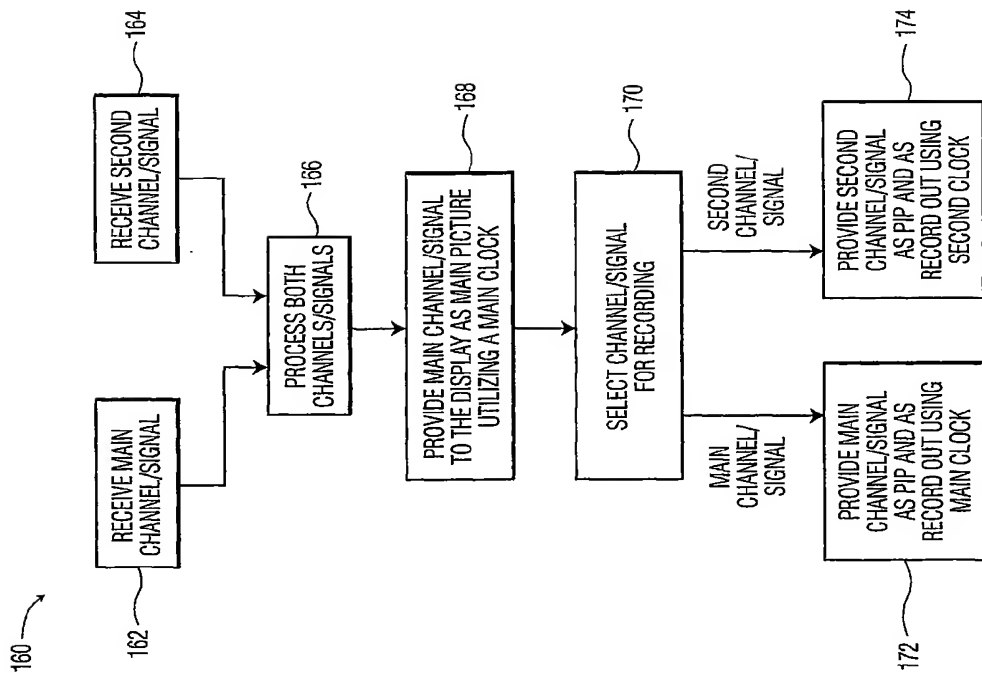 160
162
RECEIVE MAIN
CHANNEL/SIGNAL
RECEIVE SECOND
CHANNEL/SIGNAL
164
PROCESS BOTH
CHANNELS/SIGNALS
166
PROVIDE MAIN CHANNEL/SIGNAL
TO THE DISPLAY AS MAIN PICTURE
UTILIZING A MAIN CLOCK
168
SELECT CHANNEL/SIGNAL
FOR RECORDING
170
MAIN
CHANNEL/
SIGNAL
SECOND
CHANNEL/
SIGNAL
PROVIDE MAIN
CHANNEL/SIGNAL
AS PIP AND AS
RECORD OUT USING
MAIN CLOCK
172
PROVIDE SECOND
CHANNEL/SIGNAL
AS PIP AND AS
RECORD OUT USING
SECOND CLOCK
174